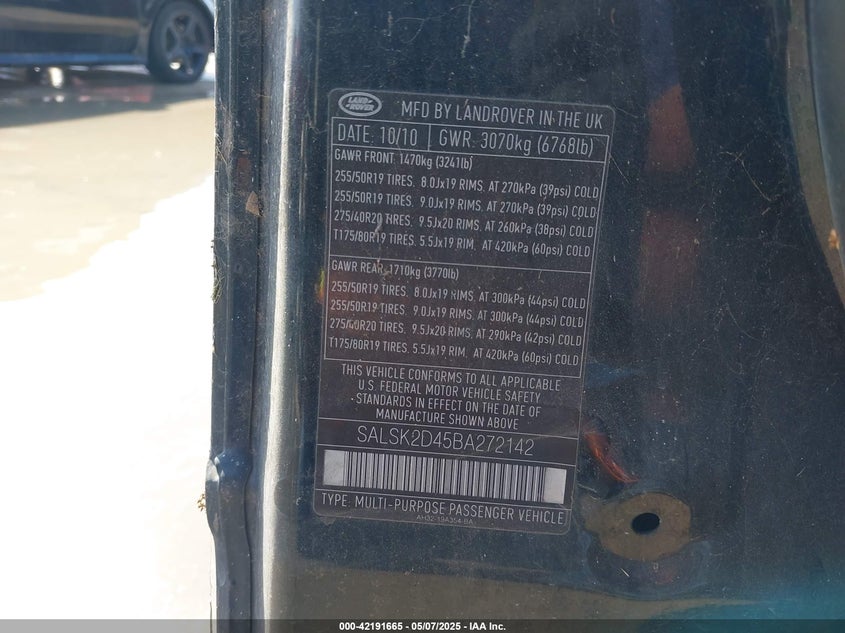 LAND
ROVER
MFD BY LANDROVER IN THE UK
DATE: 10/10 GWR: 3070kg (6768lb)
GAWR FRONT: 1470kg (3241lb)
255/50R19 TIRES. 8.0Jx19 RIMS. AT 270kPa (39psi) COLD
255/50R19 TIRES. 9.0Jx19 RIMS. AT 270kPa (39psi) COLD
275/40R20 TIRES. 9.5Jx20 RIMS. AT 260kPa (38psi) COLD
T175/80R19 TIRES. 5.5Jx19 RIM. AT 420kPa (60psi) COLD
GAWR REAR: 1710kg (3770lb)
255/50R19 TIRES. 8.0Jx19 RIMS. AT 300kPa (44psi) COLD
255/50R19 TIRES. 9.0Jx19 RIMS. AT 300kPa (44psi) COLD
275/40R20 TIRES. 9.5Jx20 RIMS. AT 290kPa (42psi) COLD
T175/80R19 TIRES. 5.5Jx19 RIM. AT 420kPa (60psi) COLD
THIS VEHICLE CONFORMS TO ALL APPLICABLE
U.S. FEDERAL MOTOR VEHICLE SAFETY
STANDARDS IN EFFECT ON THE DATE OF
MANUFACTURE SHOWN ABOVE
SALSK2D45BA272142
TYPE: MULTI-PURPOSE PASSENGER VEHICLE
AH32-19A354-BA
000-42191665 - 05/07/2025 - IAA Inc.